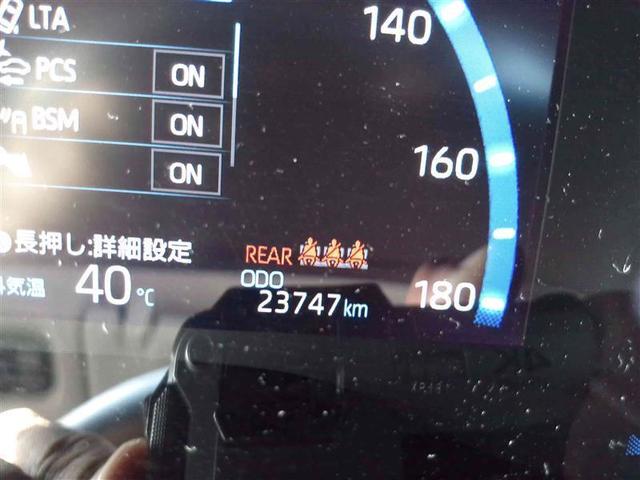 LTA
140
PCS ON
BSM ON
160
ON
長押し:詳細設定
REAR
気温 40 ℃
ODO
23747 km
180